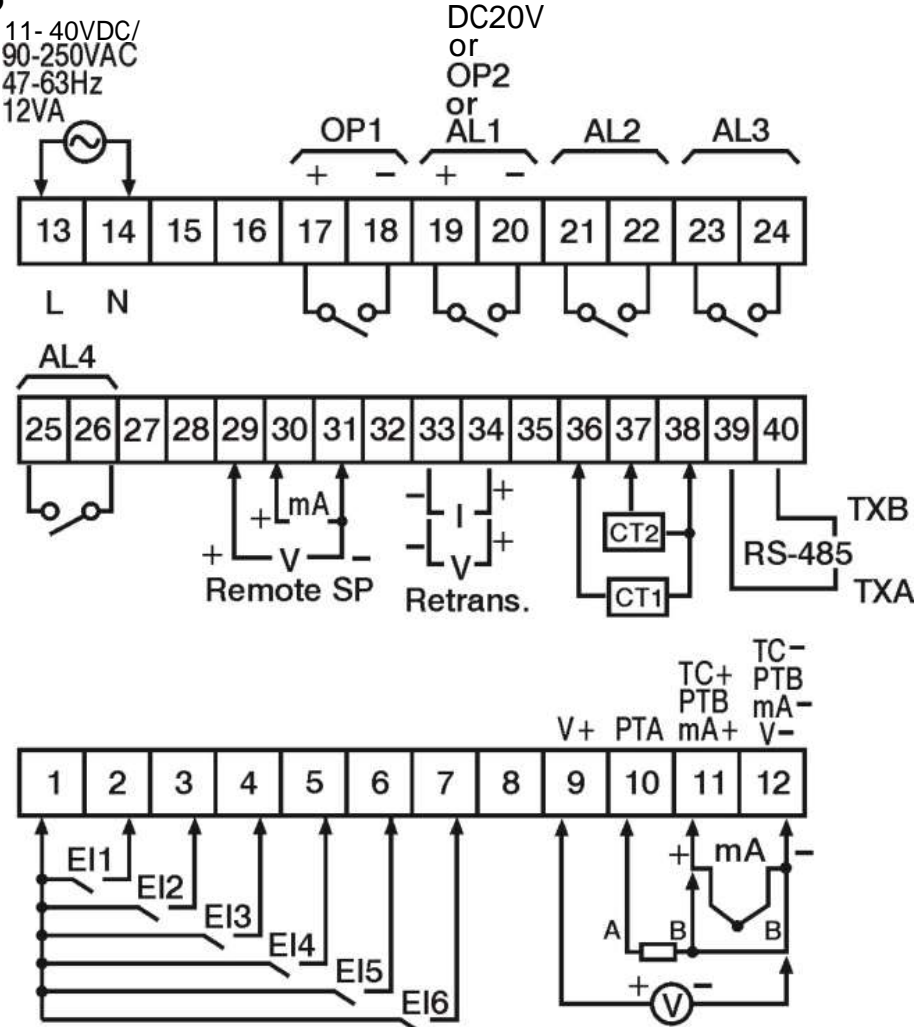 11- 40VDC/
90-250VAC
47-63Hz
12VA
DC20V
or
OP2
or
OP1 AL1 AL2 AL3
+ − + −
13 14 15 16 17 18 19 20 21 22 23 24
L N
AL4
25 26 27 28 29 30 31 32 33 34 35 36 37 38 39 40
+ mA − I +
+ V − − V +
Remote SP
Retrans.
CT2
CT1
TXB
RS-485
TXA
TC−
TC+ PTB
PTB mA−
V+ PTA mA+ V−
1 2 3 4 5 6 7 8 9 10 11 12
EI1
EI2
EI3
EI4
EI5
EI6
+ mA −
A B B
+ V −